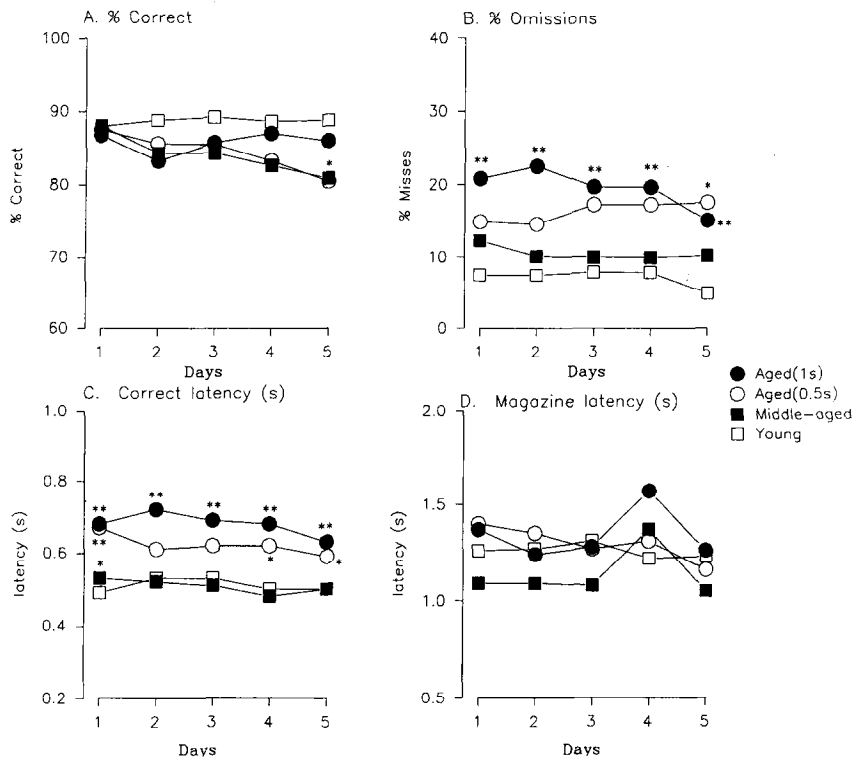 A. % Correct
100
90
80
70
60
% Correct
1 2 3 4 5
Days
*
B. % Omissions
40
30
20
10
0
% Misses
** ** ** ** * **
1 2 3 4 5
Days
Aged(1s)
Aged(0.5s)
Middle-aged
Young
C. Correct latency (s)
1.0
0.8
0.6
0.4
0.2
latency (s)
** ** ** ** **
** * *
*
1 2 3 4 5
Days
D. Magazine latency (s)
2.0
1.5
1.0
0.5
latency (s)
1 2 3 4 5
Days